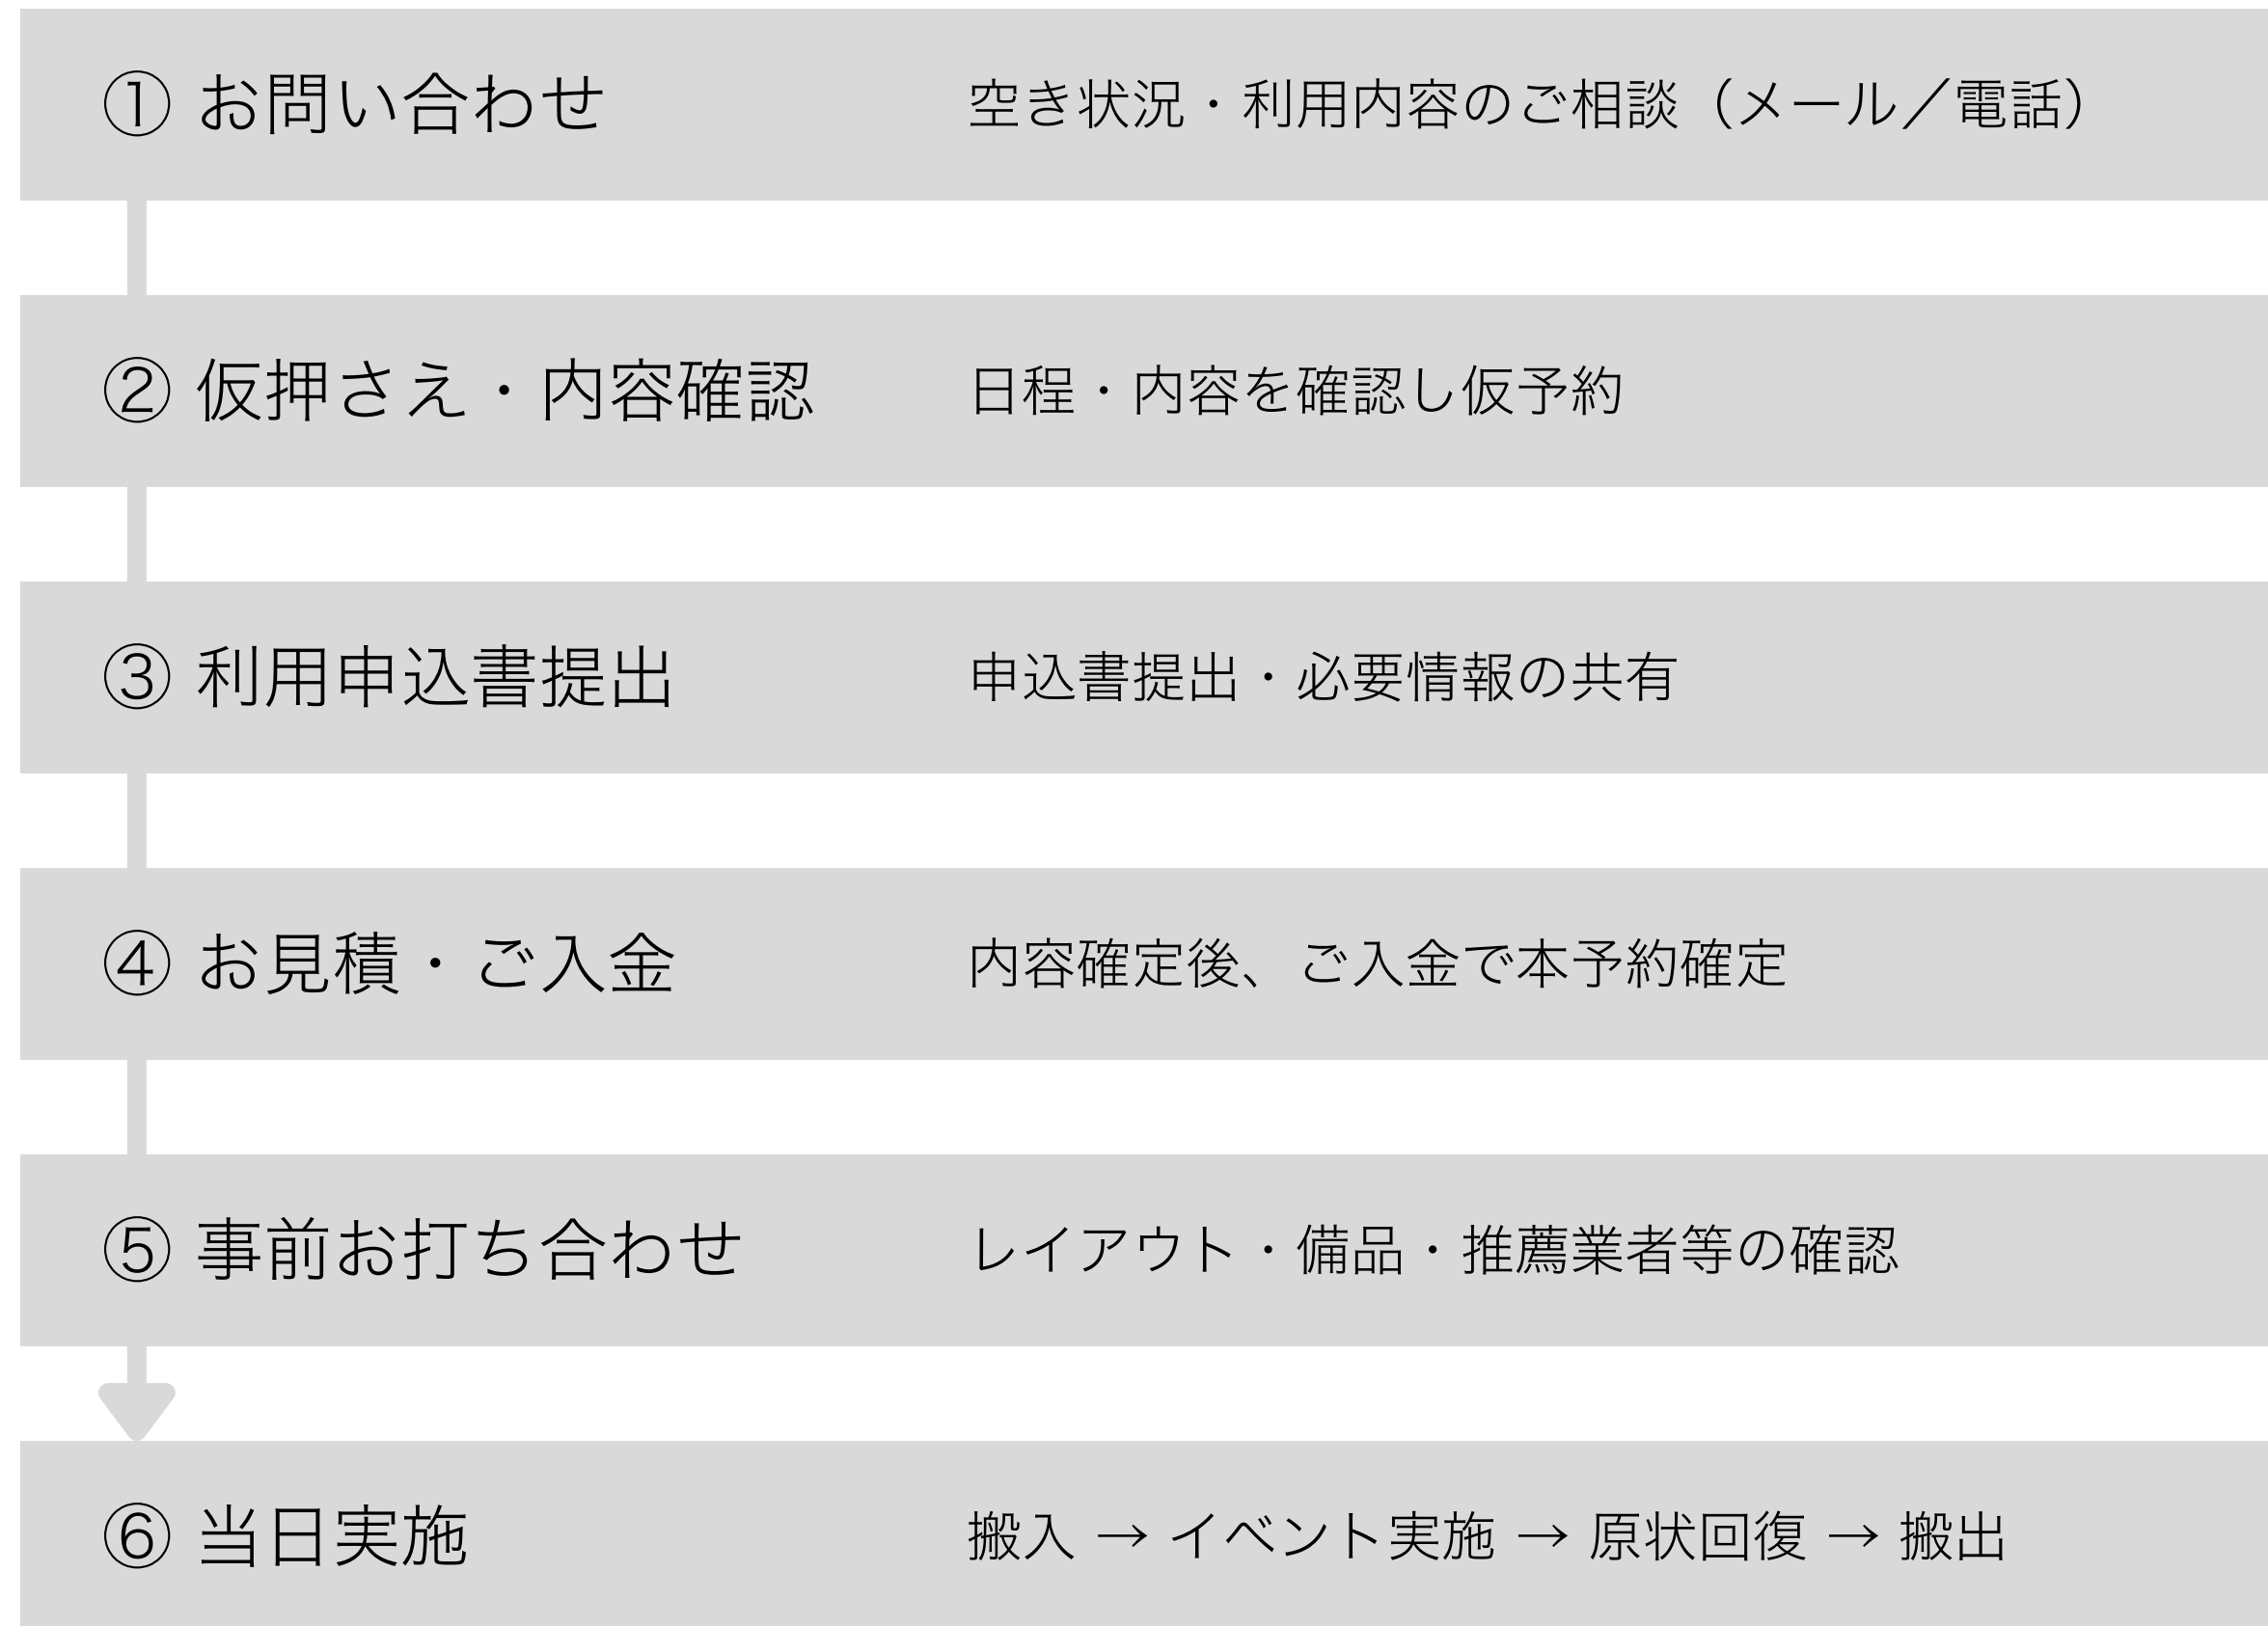 ① お問い合わせ 空き状況・利用内容のご相談（メール／電話）
② 仮押さえ・内容確認 日程・内容を確認し仮予約
③ 利用申込書提出 申込書提出・必要情報の共有
④ お見積・ご入金 内容確定後、ご入金で本予約確定
⑤ 事前お打ち合わせ レイアウト・備品・推薦業者等の確認
⑥ 当日実施 搬入 → イベント実施 → 原状回復 → 搬出